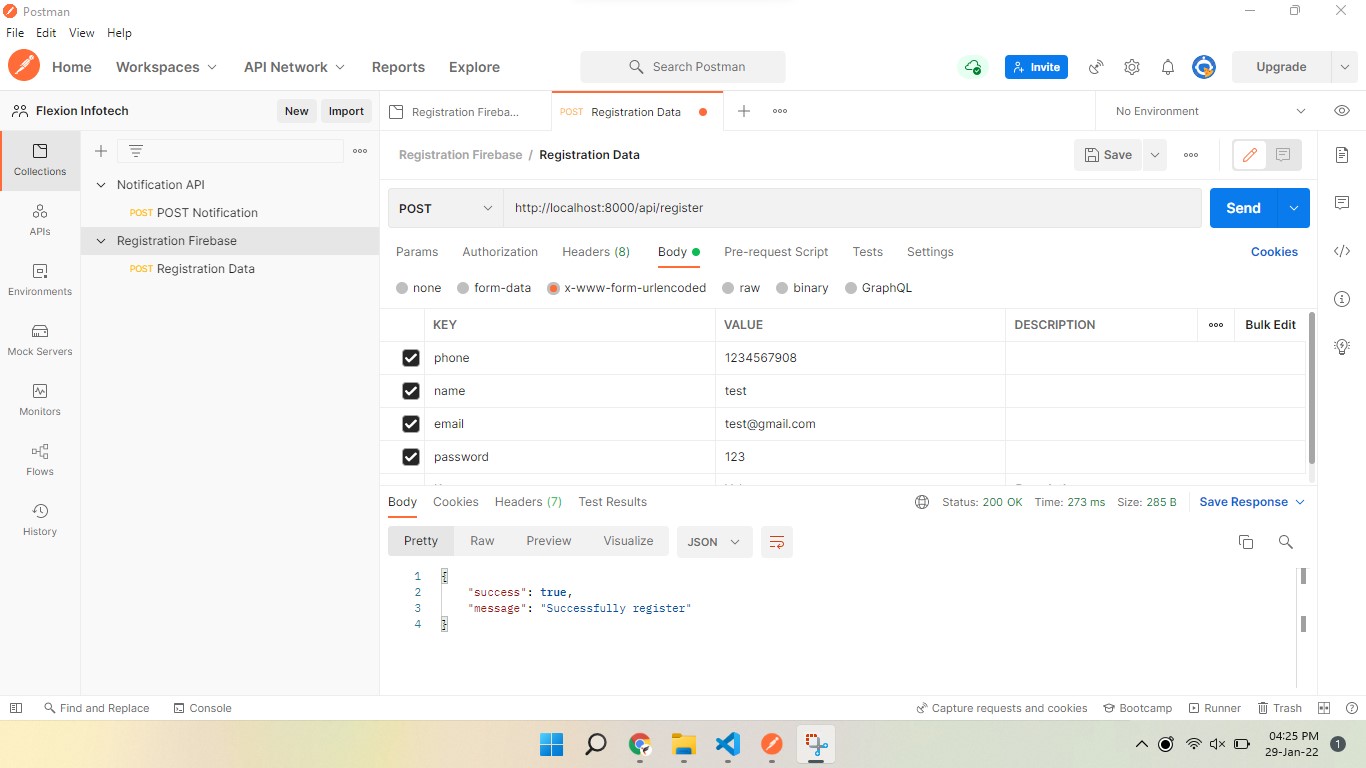 Postman
File Edit View Help
Home Workspaces API Network Reports Explore Search Postman Invite Upgrade
Flexion Infotech New Import Registration Fireba... POST Registration Data No Environment
Registration Firebase / Registration Data Save
Collections
APIs
Environments
Mock Servers
Monitors
Flows
History
Notification API
POST POST Notification
Registration Firebase
POST Registration Data
POST http://localhost:8000/api/register Send
Params Authorization Headers (8) Body Pre-request Script Tests Settings Cookies
none form-data x-www-form-urlencoded raw binary GraphQL
KEY VALUE DESCRIPTION Bulk Edit
phone 1234567908
name test
email test@gmail.com
password 123
Body Cookies Headers (7) Test Results Status: 200 OK Time: 273 ms Size: 285 B Save Response
Pretty Raw Preview Visualize JSON
1 {
2 "success": true,
3 "message": "Successfully register"
4 }
Find and Replace Console Capture requests and cookies Bootcamp Runner Trash
04:25 PM
29-Jan-22 1